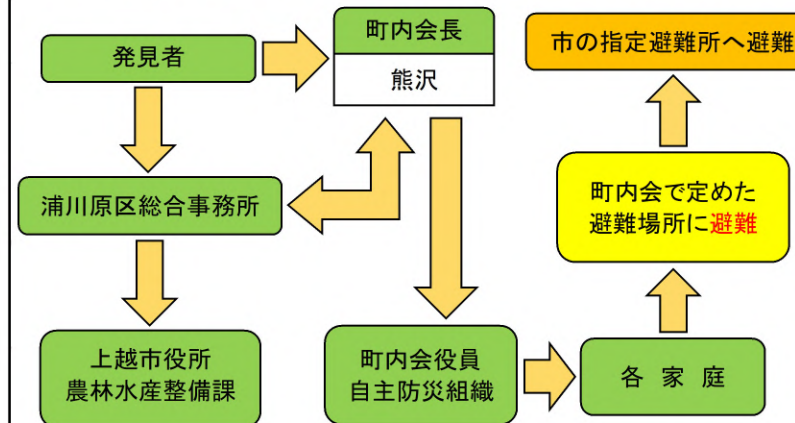 発見者
町内会長
熊沢
市の指定避難所へ避難
浦川原区総合事務所
町内会で定めた
避難場所に避難
上越市役所
農林水産整備課
町内会役員
自主防災組織
各 家 庭